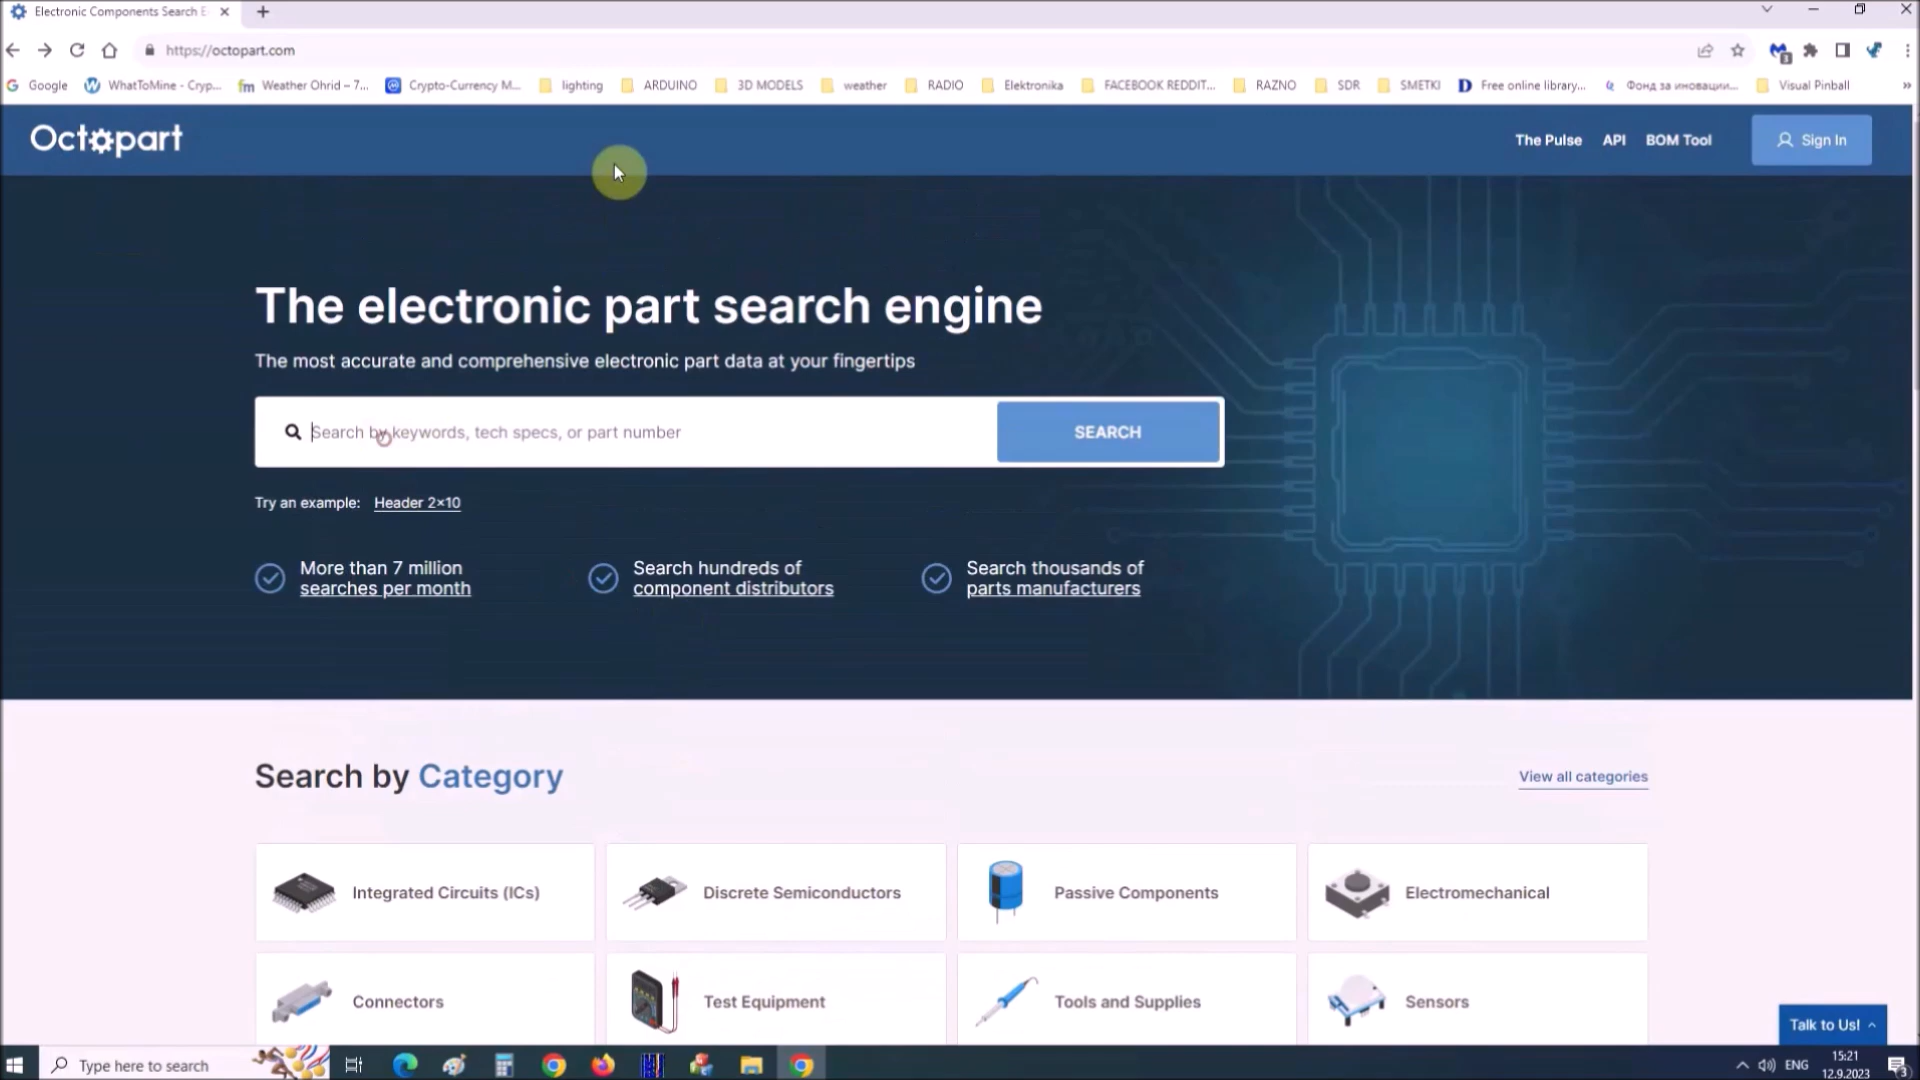 Electronic Components Search E
https://octopart.com
Google
WhatToMine - Cryp...
fm Weather Ohrid – 7...
Crypto-Currency M...
lighting
ARDUINO
3D MODELS
weather
RADIO
Elektronika
FACEBOOK REDDIT...
RAZNO
SDR
SMETKI
Free online library...
Фонд за иновации...
Visual Pinball
Octopart
The Pulse
API
BOM Tool
Sign In
The electronic part search engine
The most accurate and comprehensive electronic part data at your fingertips
Search by keywords, tech specs, or part number
SEARCH
Try an example: Header 2×10
More than 7 million
searches per month
Search hundreds of
component distributors
Search thousands of
parts manufacturers
Search by Category
View all categories
Integrated Circuits (ICs)
Discrete Semiconductors
Passive Components
Electromechanical
Connectors
Test Equipment
Tools and Supplies
Sensors
Talk to Us!
Type here to search
ENG
15:21
12.9.2023
3